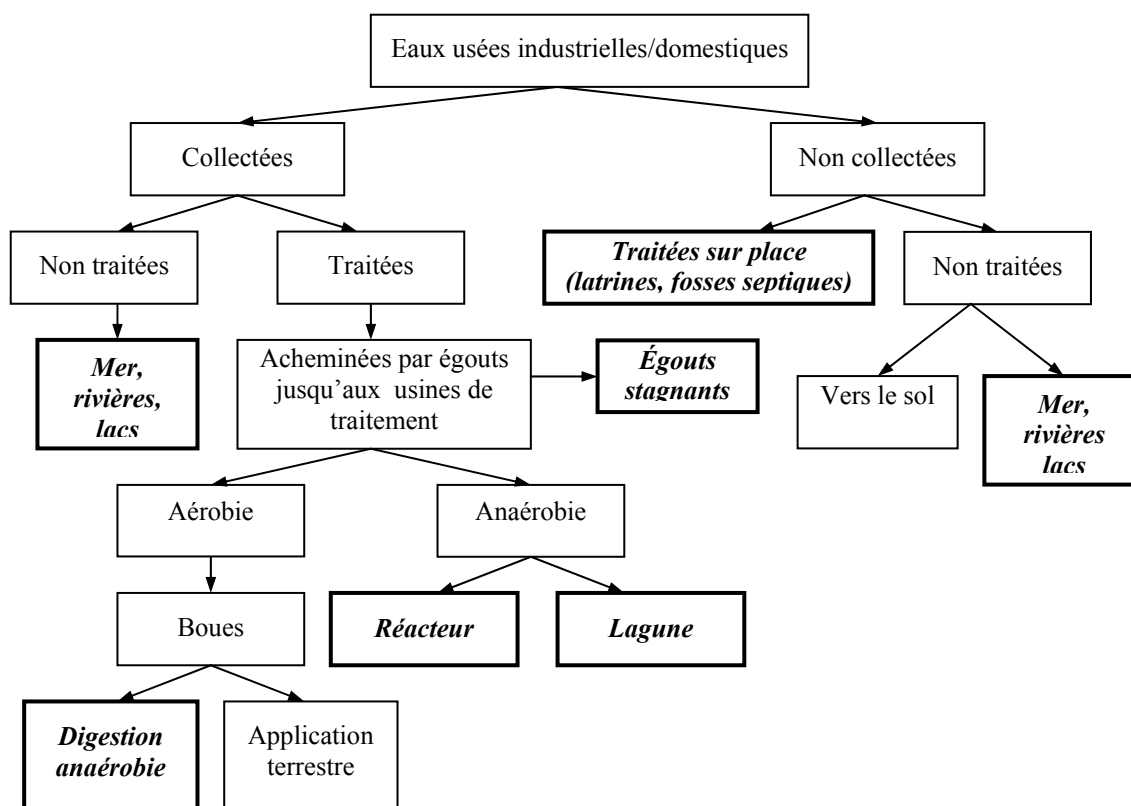 Eaux usées industrielles/domestiques
Collectées
Non collectées
Non traitées
Traitées
Traitées sur place
(latrines, fosses septiques)
Non traitées
Mer,
rivières,
lacs
Acheminées par égouts
jusqu’aux usines de
traitement
Égouts
stagnants
Vers le sol
Mer,
rivières
lacs
Aérobie
Anaérobie
Boues
Réacteur
Lagune
Digestion
anaérobie
Application
terrestre